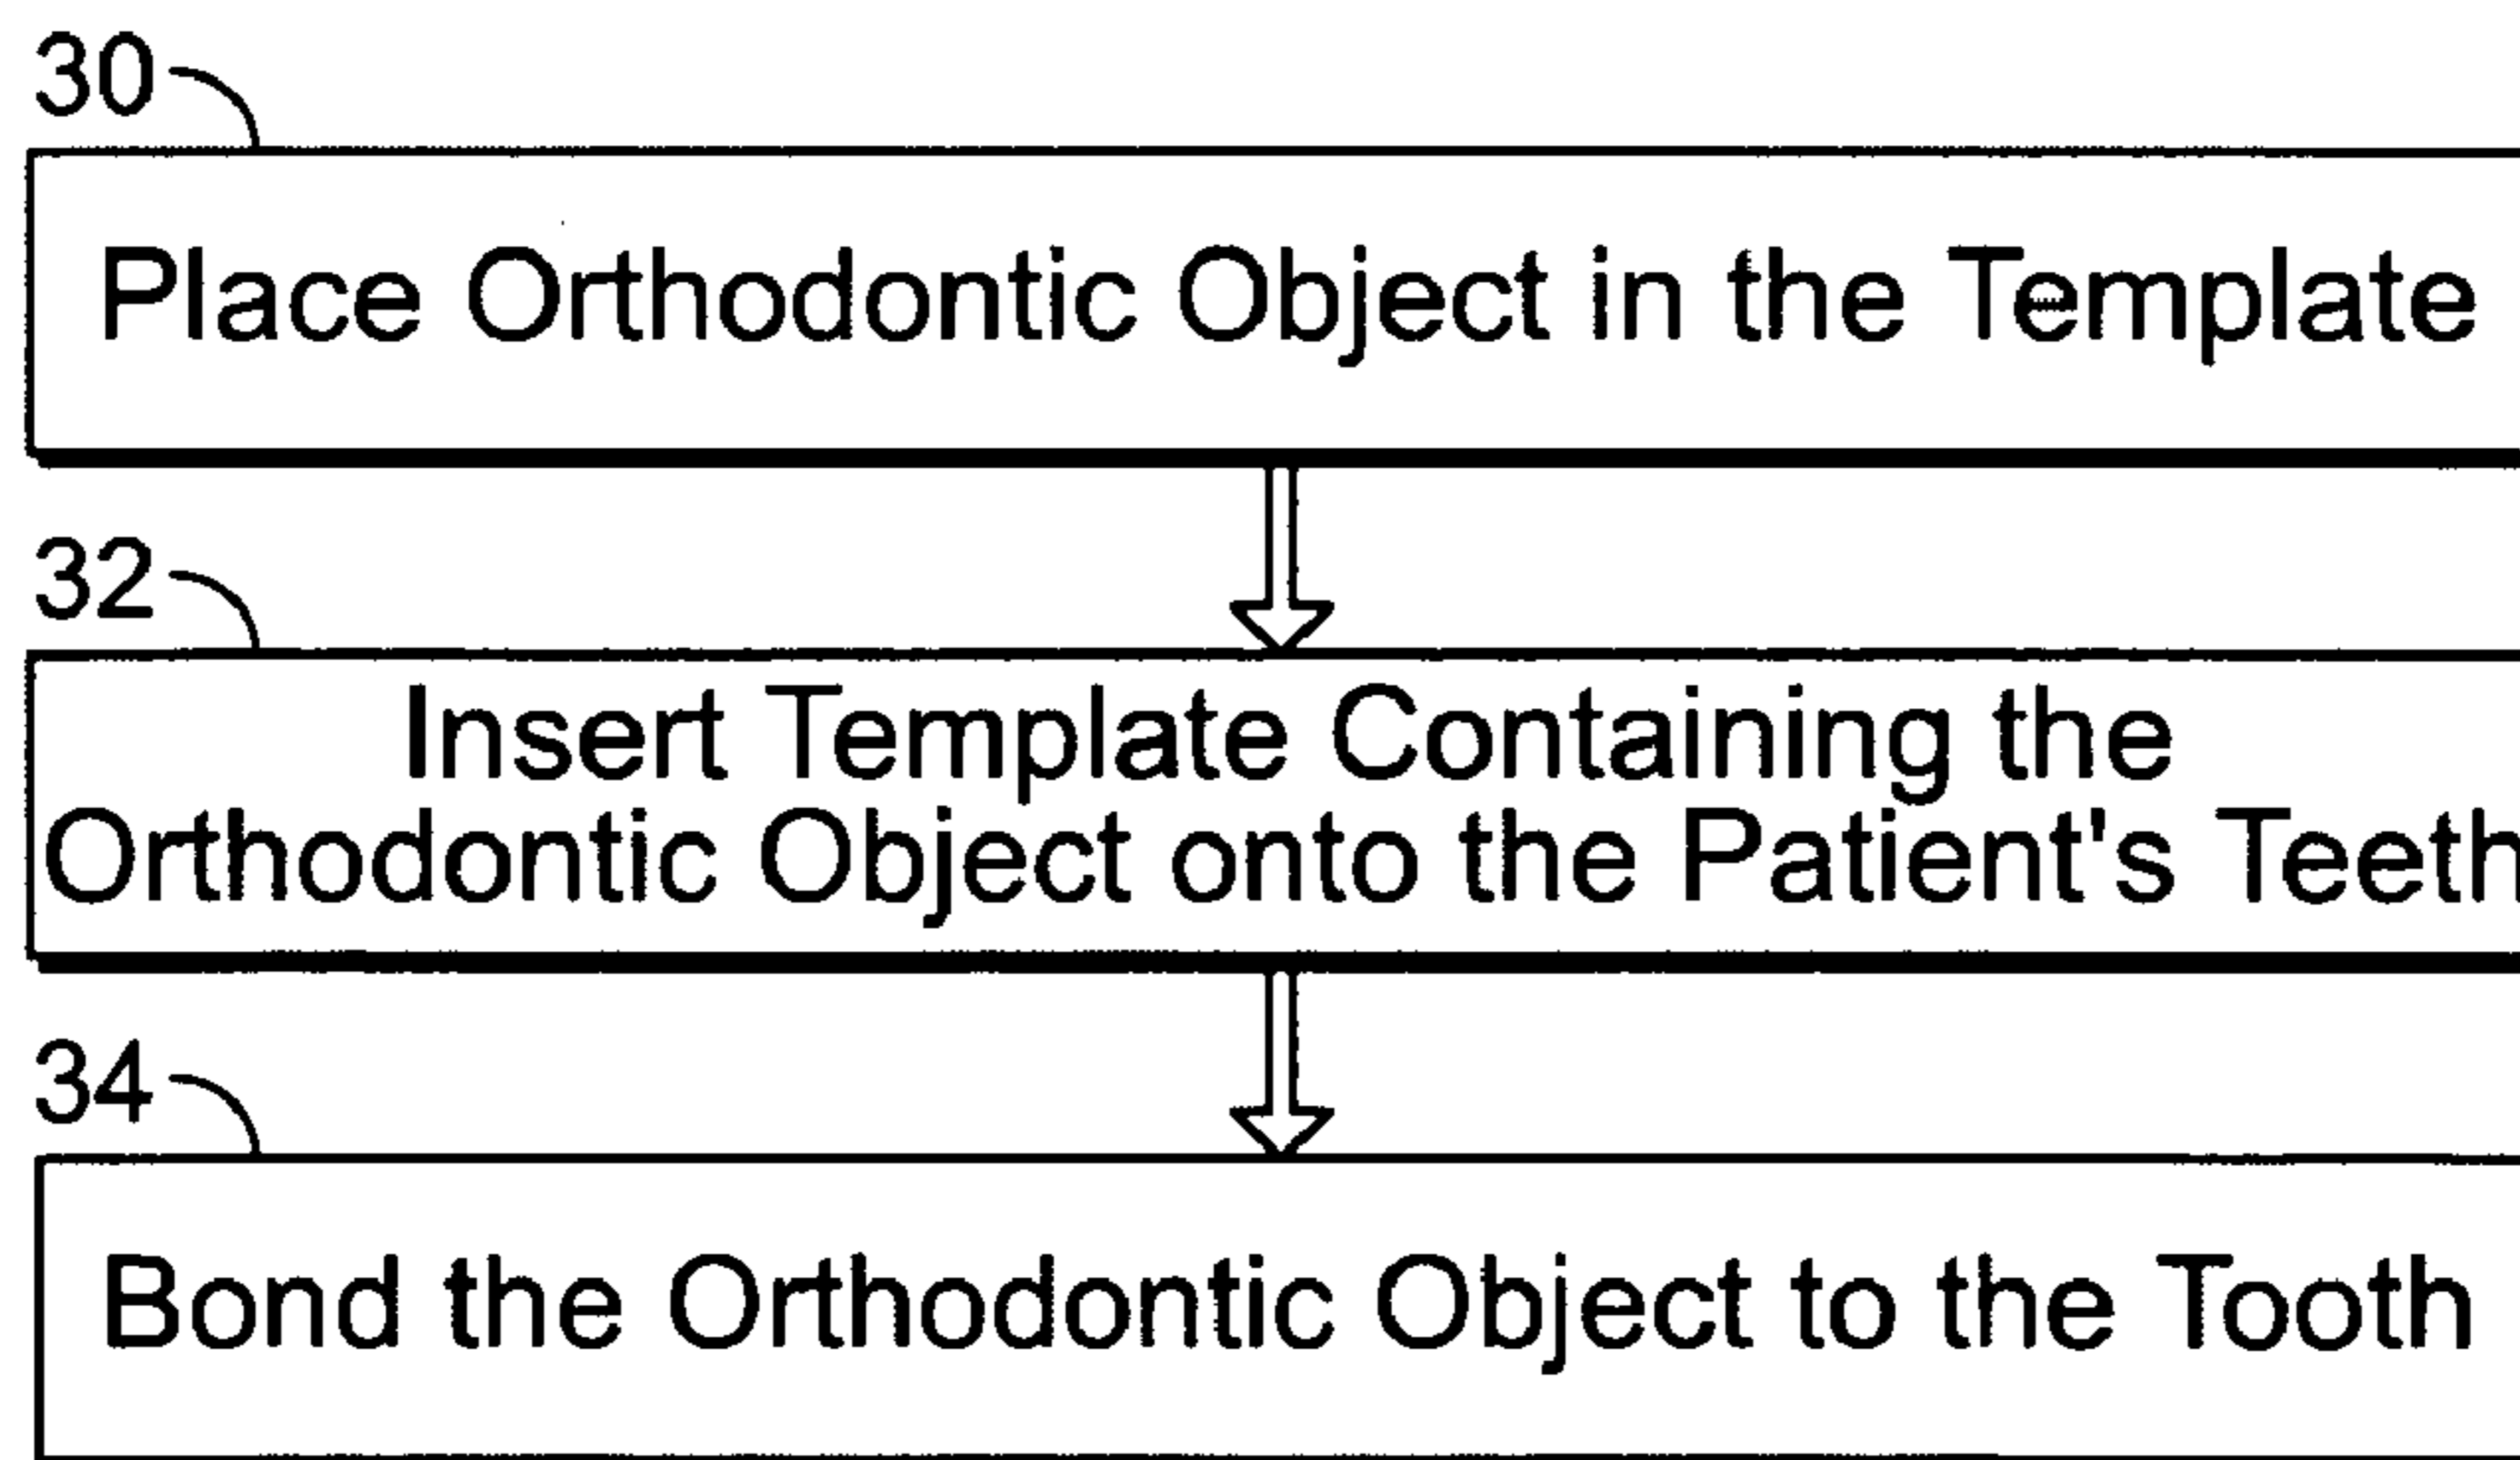 30
Place Orthodontic Object in the Template
32
Insert Template Containing the
Orthodontic Object onto the Patient's Teeth
34
Bond the Orthodontic Object to the Tooth